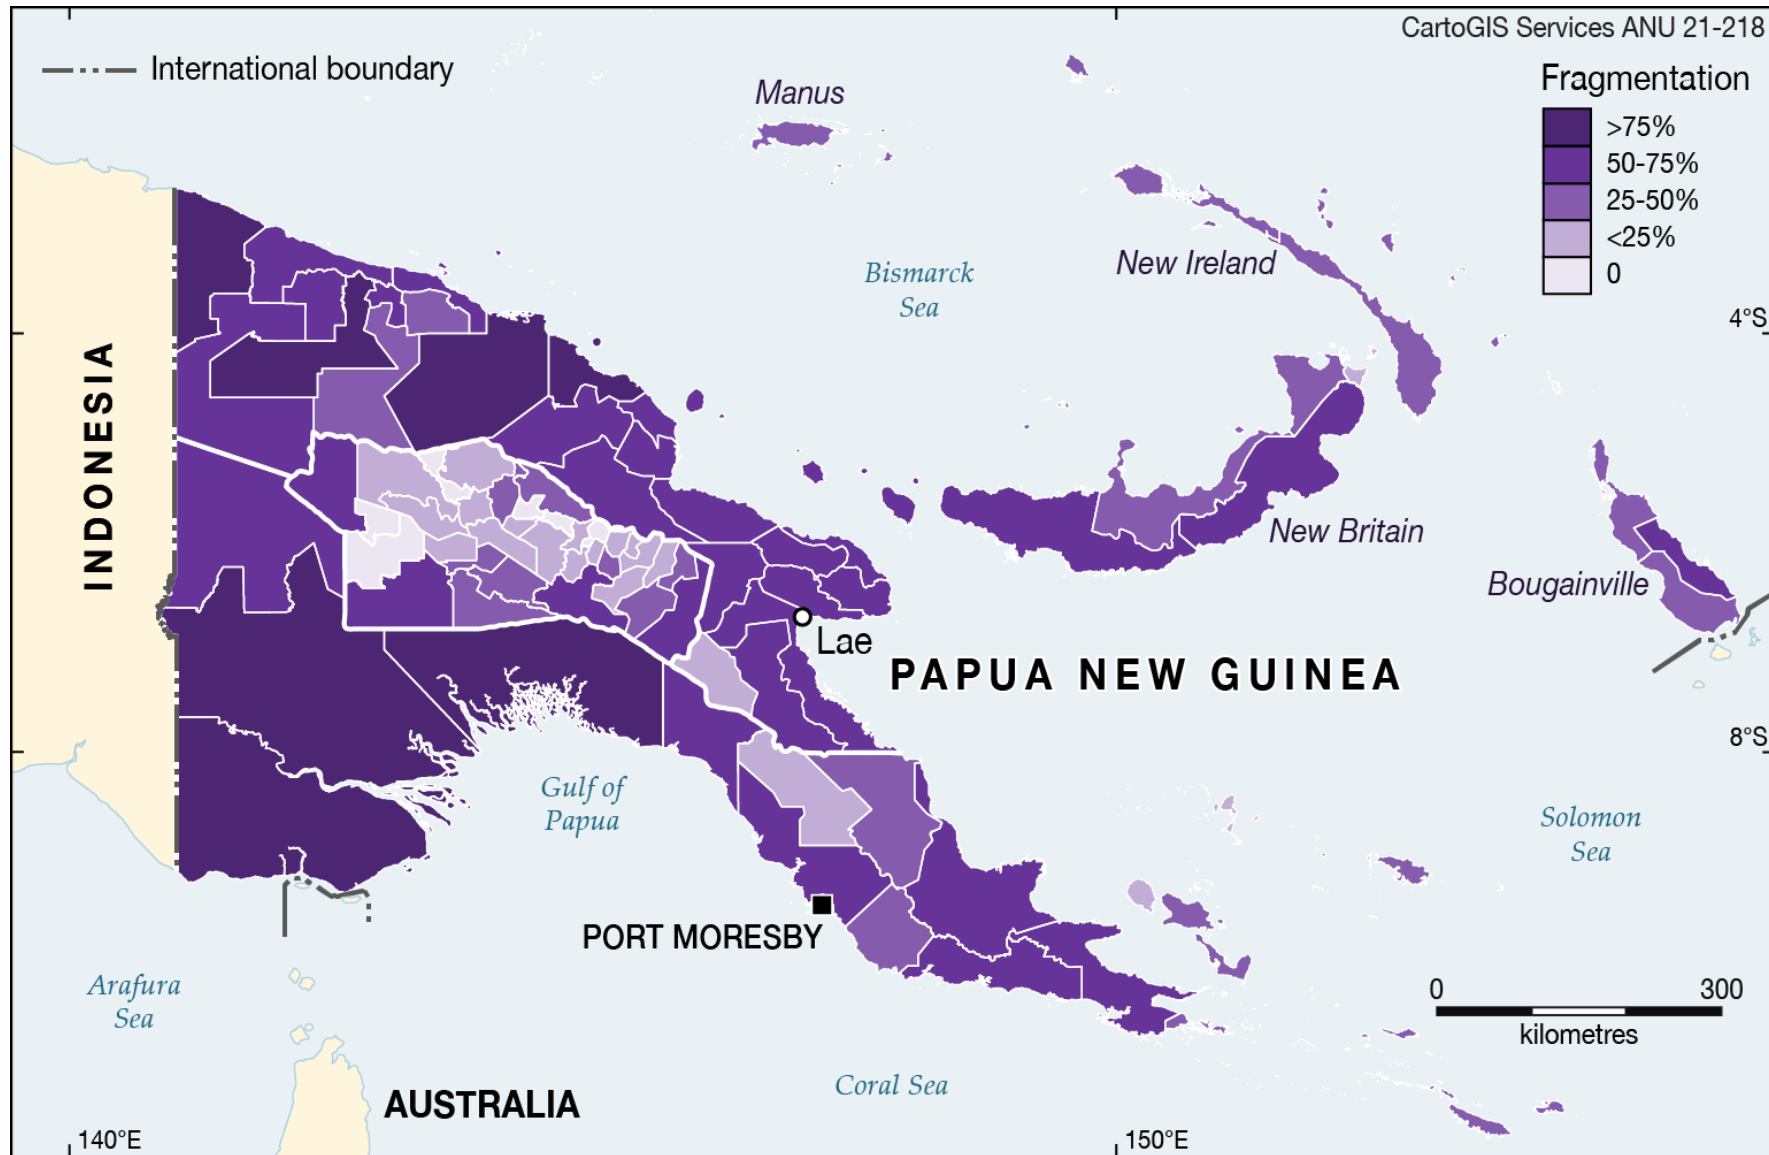 CartoGIS Services ANU 21-218
International boundary
Fragmentation
>75%
50-75%
25-50%
<25%
0
Manus
New Ireland
Bismarck
Sea
4°S
INDONESIA
New Britain
Bougainville
Lae
PAPUA NEW GUINEA
8°S
Gulf of
Papua
Solomon
Sea
PORT MORESBY
Arafura
Sea
0 300
kilometres
Coral Sea
AUSTRALIA
140°E
150°E